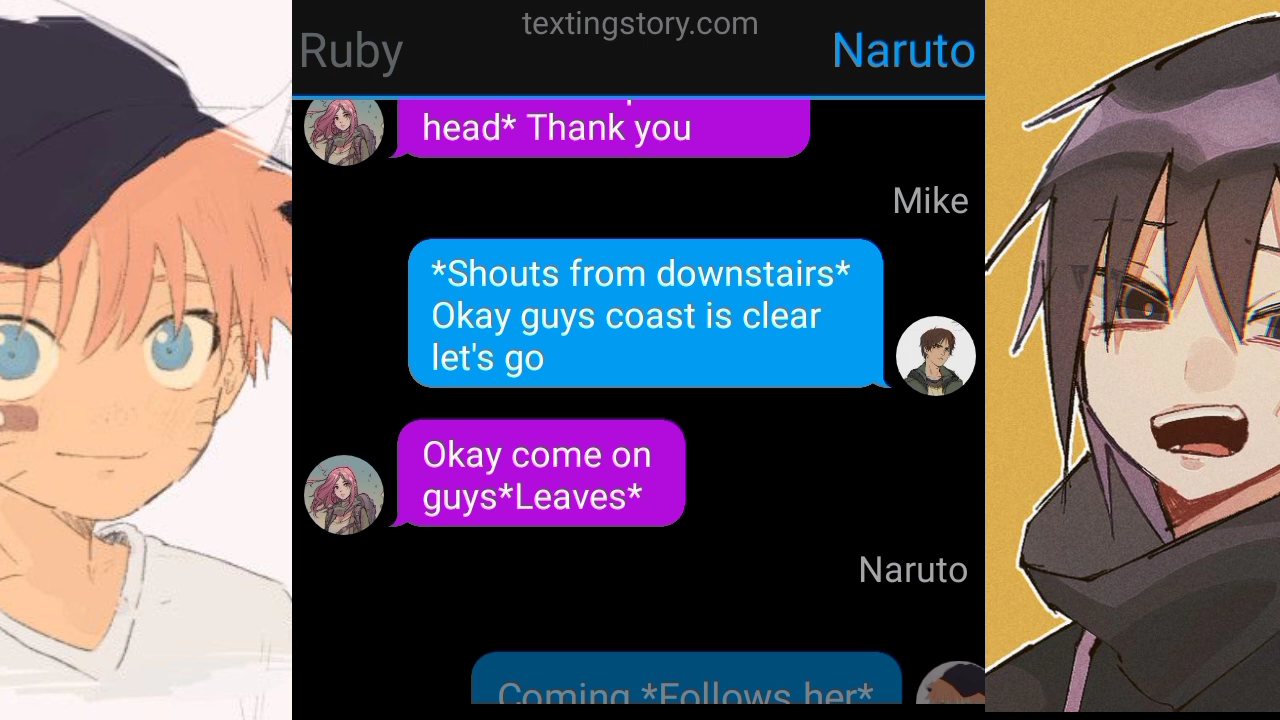 textingstory.com
Ruby
Naruto
head* Thank you
Mike
*Shouts from downstairs*
Okay guys coast is clear
let's go
Okay come on
guys*Leaves*
Naruto
Coming *Follows her*